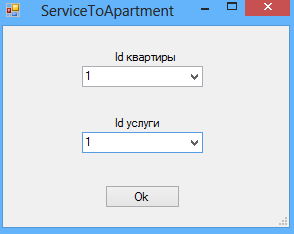 ServiceToApartment
Id квартиры
1
Id услуги
1
Ok